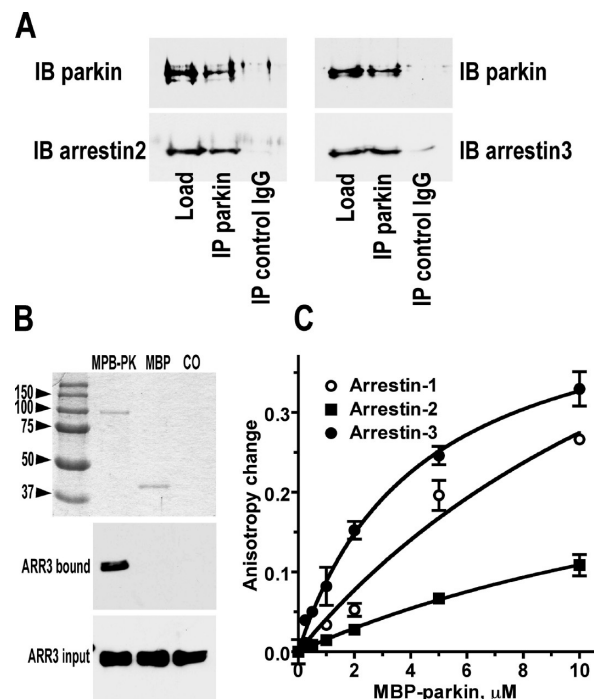 A
IB parkin
IB parkin
IB arrestin2
IB arrestin3
Load
IP parkin
IP control IgG
Load
IP parkin
IP control IgG
B
MPB-PK MBP CO
150
100
75
50
37
ARR3 bound
ARR3 input
C
Arrestin-1
Arrestin-2
Arrestin-3
Anisotropy change
0.3
0.2
0.1
0.0
0 2 4 6 8 10
MBP-parkin, μM